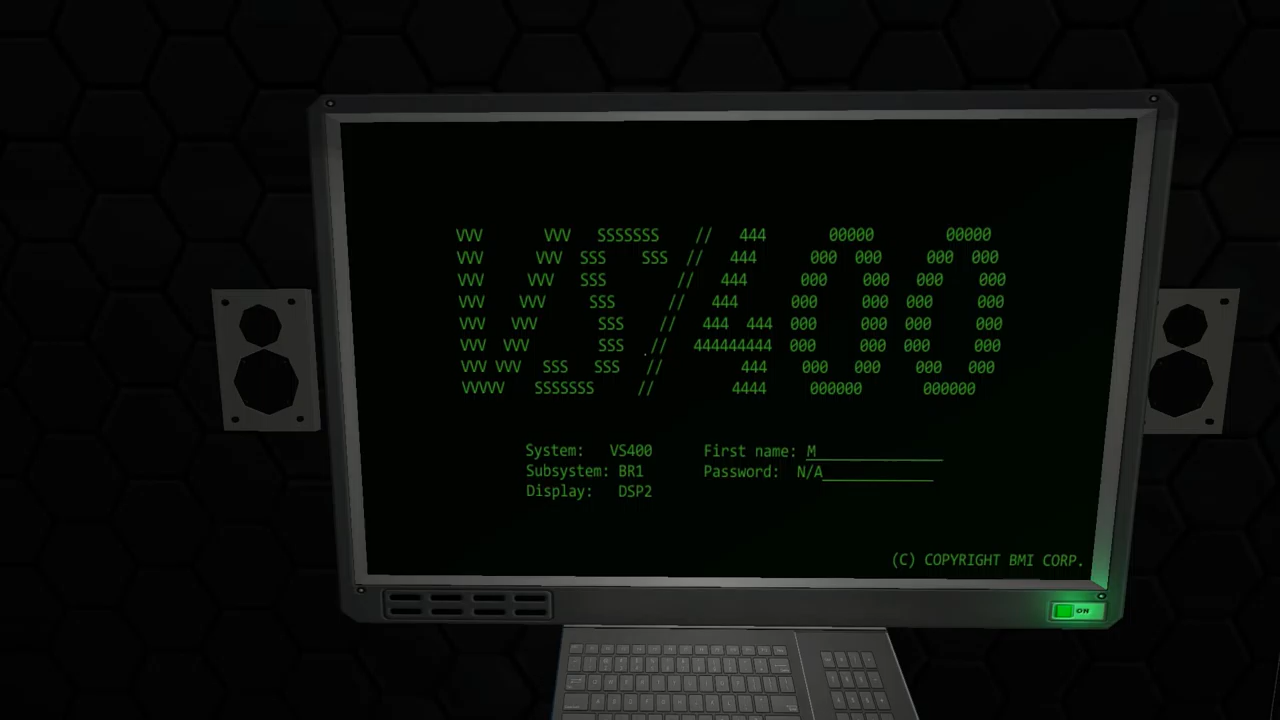 VVV       VVV   SSSSSSS    //   444       00000        00000
VVV      VVV  SSS    SSS  //   444      000  000     000  000
VVV     VVV   SSS        //   444      000    000   000    000
VVV    VVV     SSS      //   444      000     000  000     000
VVV   VVV       SSS    //   444  444  000     000  000     000
VVV  VVV        SSS   //   444444444  000     000  000     000
VVV VVV   SSS   SSS   //         444    000   000    000   000
VVVVV   SSSSSSS     //         4444     000000       000000
System:   VS400      First name: M
Subsystem: BR1       Password:  N/A
Display:   DSP2
(C) COPYRIGHT BMI CORP.
ON